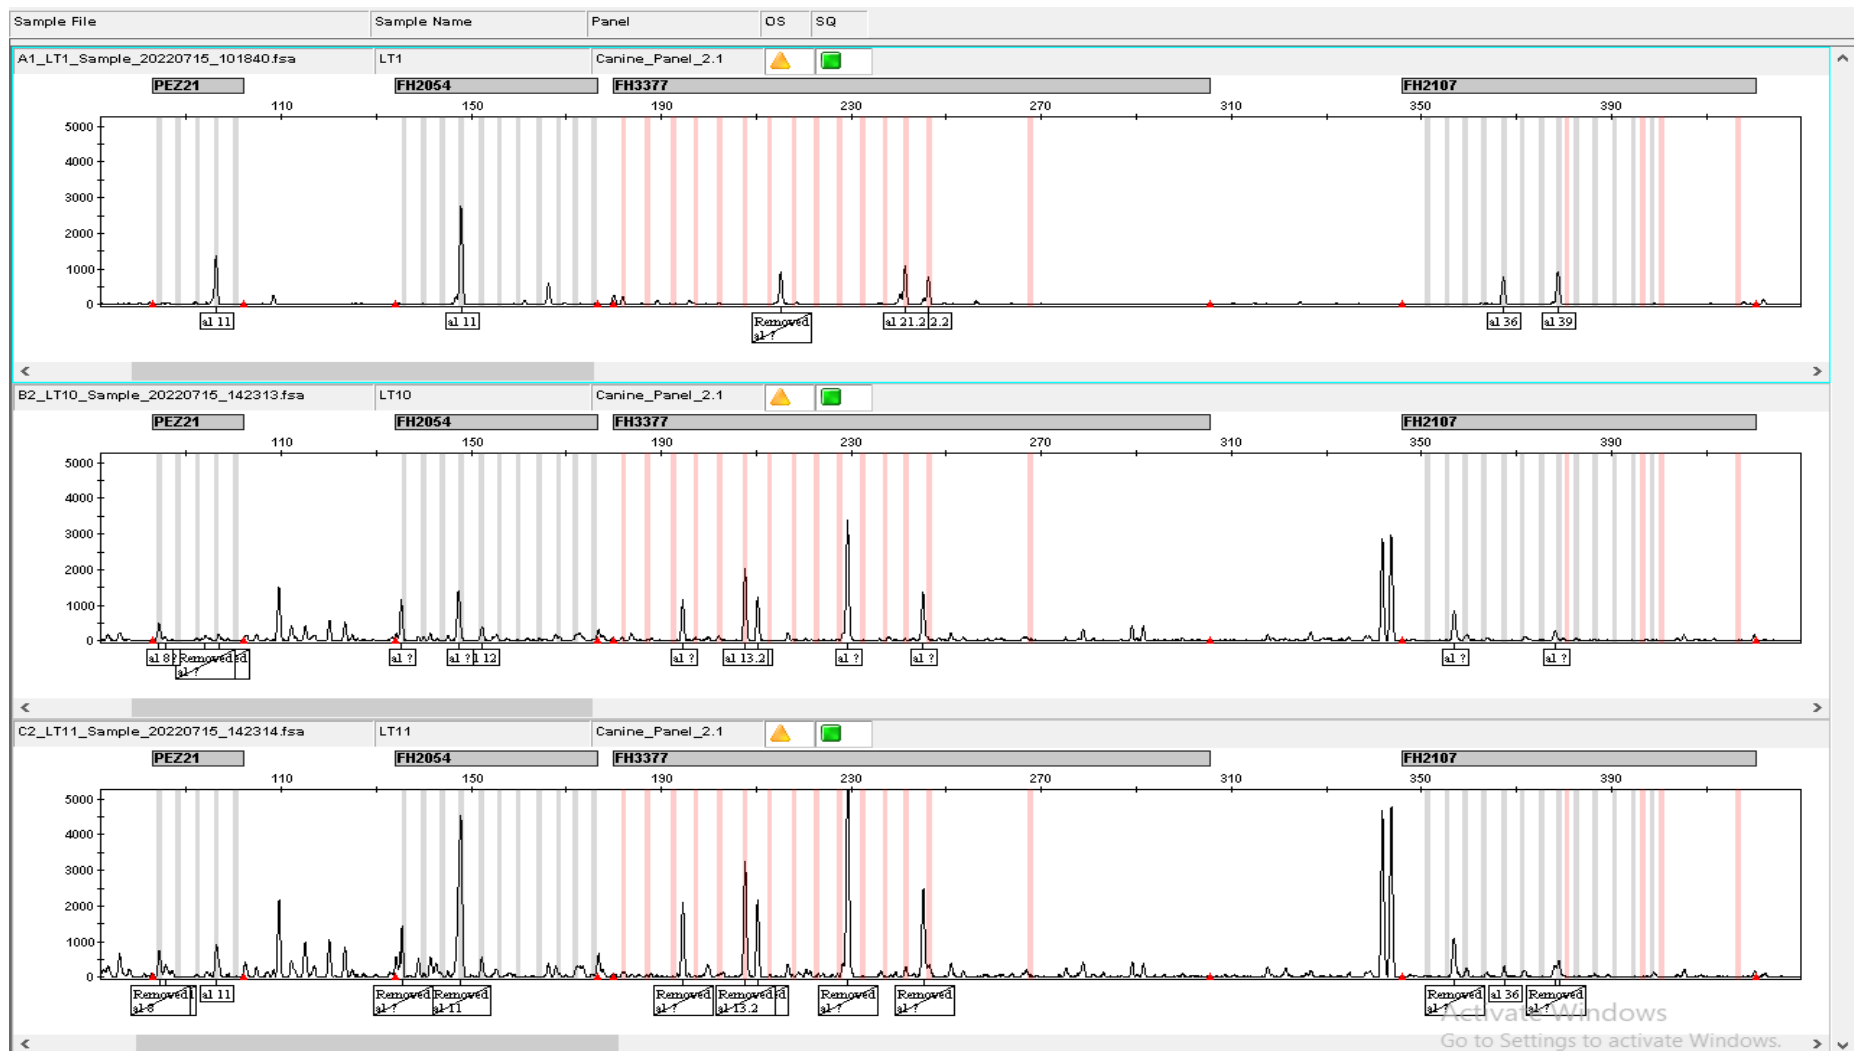 Sample File Sample Name Panel OS SQ
A1_LT1_Sample_20220715_101840.fsa LT1 Canine_Panel_2.1
PEZ21 FH2054 FH3377 FH2107
110 150 190 230 270 310 350 390
5000
4000
3000
2000
1000
0
al 11 al 11 Removed al 21.2 2.2 al 36 al 39
al ?
B2_LT10_Sample_20220715_142313.fsa LT10 Canine_Panel_2.1
PEZ21 FH2054 FH3377 FH2107
110 150 190 230 270 310 350 390
5000
4000
3000
2000
1000
0
al 8 ? Removed al ? al ? 12 al ? al 13.2 al ? al ? al ? al ?
al ?
C2_LT11_Sample_20220715_142314.fsa LT11 Canine_Panel_2.1
PEZ21 FH2054 FH3377 FH2107
110 150 190 230 270 310 350 390
5000
4000
3000
2000
1000
0
Removed al 11 Removed Removed Removed Removed Removed Removed Removed al 36 Removed
al 8 al ? al 11 al ? al 13.2 al ? al ? al ? al ?
Activate Windows
Go to Settings to activate Windows.